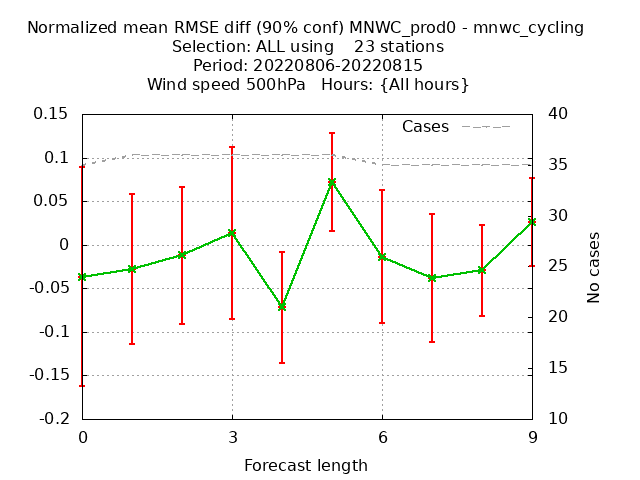 Normalized mean RMSE diff (90% conf) MNWC_prod0 - mnwc_cycling
Selection: ALL using    23 stations
Period: 20220806-20220815
Wind speed 500hPa   Hours: {All hours}
0.15
0.1
0.05
0
-0.05
-0.1
-0.15
-0.2
Cases
40
35
30
25
20
15
10
No cases
0
3
6
9
Forecast length